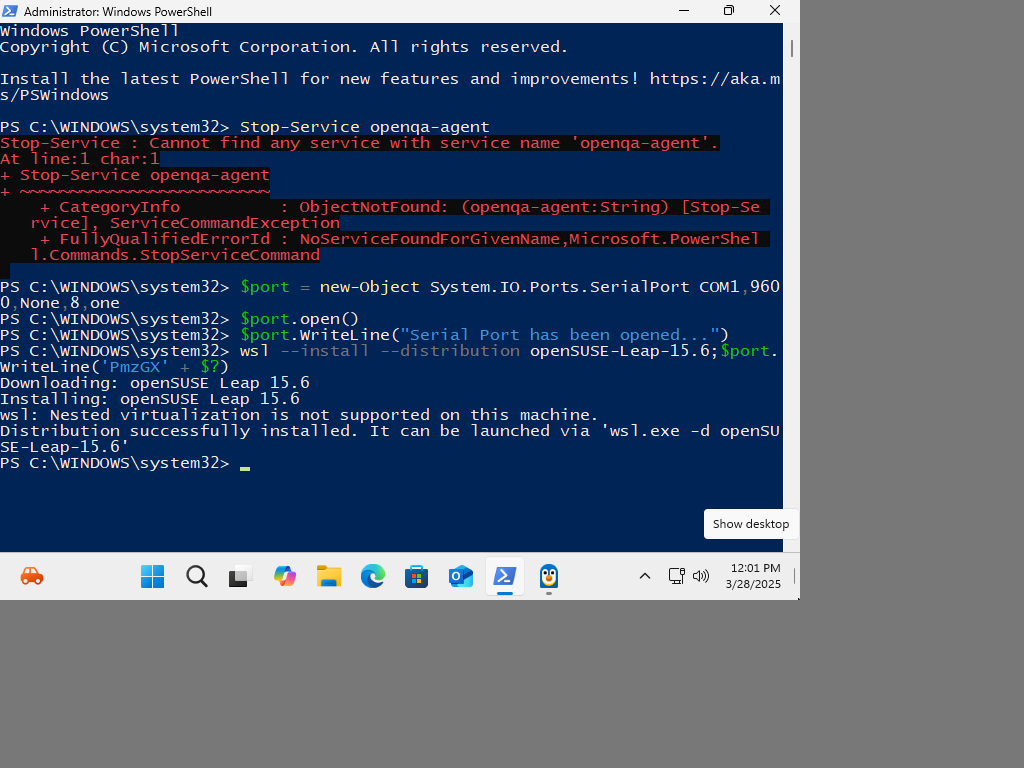 Administrator: Windows PowerShell
Windows PowerShell
Copyright (C) Microsoft Corporation. All rights reserved.
Install the latest PowerShell for new features and improvements! https://aka.m
s/PSWindows
PS C:\WINDOWS\system32> Stop-Service openqa-agent
Stop-Service : Cannot find any service with service name 'openqa-agent'.
At line:1 char:1
+ Stop-Service openqa-agent
+ ~~~~~~~~~~~~~~~~~~~~~~~~~
    + CategoryInfo          : ObjectNotFound: (openqa-agent:String) [Stop-Se
   rvice], ServiceCommandException
    + FullyQualifiedErrorId : NoServiceFoundForGivenName,Microsoft.PowerShel
   l.Commands.StopServiceCommand
PS C:\WINDOWS\system32> $port = new-Object System.IO.Ports.SerialPort COM1,960
0,None,8,one
PS C:\WINDOWS\system32> $port.open()
PS C:\WINDOWS\system32> $port.WriteLine("Serial Port has been opened...")
PS C:\WINDOWS\system32> wsl --install --distribution openSUSE-Leap-15.6;$port.
WriteLine('PmzGX' + $?)
Downloading: openSUSE Leap 15.6
Installing: openSUSE Leap 15.6
wsl: Nested virtualization is not supported on this machine.
Distribution successfully installed. It can be launched via 'wsl.exe -d openSU
SE-Leap-15.6'
PS C:\WINDOWS\system32>
Show desktop
12:01 PM
3/28/2025